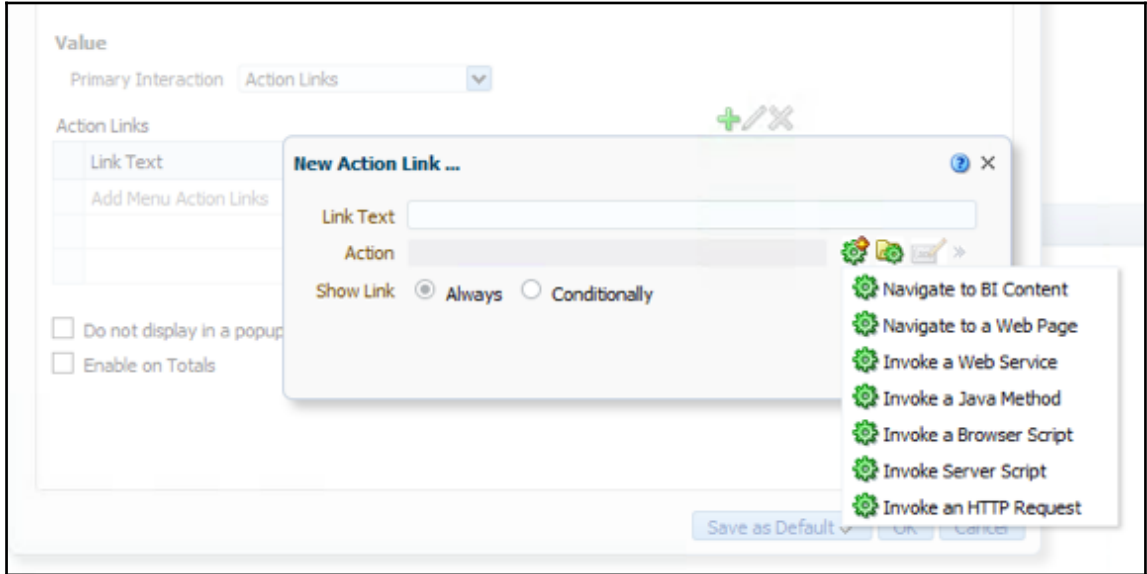 Value
Primary Interaction Action Links
Action Links
Link Text
New Action Link ...
Add Menu Action Links
Link Text
Action
Show Link Always Conditionally
Navigate to BI Content
Do not display in a popup
Navigate to a Web Page
Enable on Totals
Invoke a Web Service
Invoke a Java Method
Invoke a Browser Script
Invoke Server Script
Invoke an HTTP Request
Save as Default OK Cancel